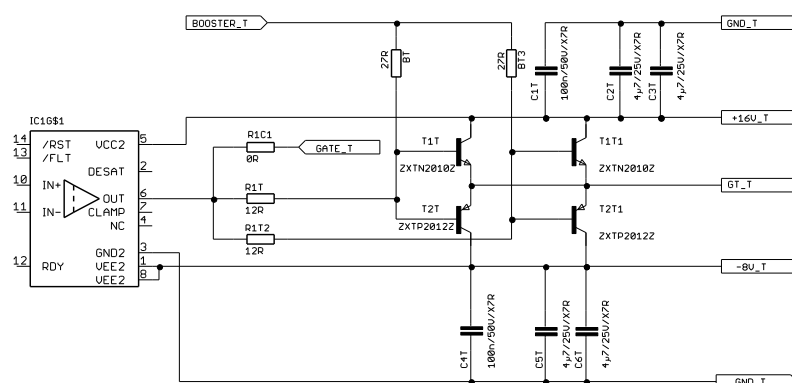 BOOSTER_T
GND_T
27R
BT
27R
BT3
C1T
100n/50V/X7R
C2T
4µ7/25V/X7R
C3T
4µ7/25V/X7R
IC1G$1
+16V_T
14 /RST VCC2 5
13 /FLT
DESAT 2
10 IN+
OUT 6
11 IN- CLAMP 7
NC 4
GND2 3
12 RDY VEE2 1
VEE2 8
R1C1
0R
GATE_T
R1T
12R
R1T2
12R
T1T
ZXTN2010Z
T1T1
ZXTN2010Z
GT_T
T2T
ZXTP2012Z
T2T1
ZXTP2012Z
-8V_T
C4T
100n/50V/X7R
C5T
4µ7/25V/X7R
C6T
4µ7/25V/X7R
GND_T